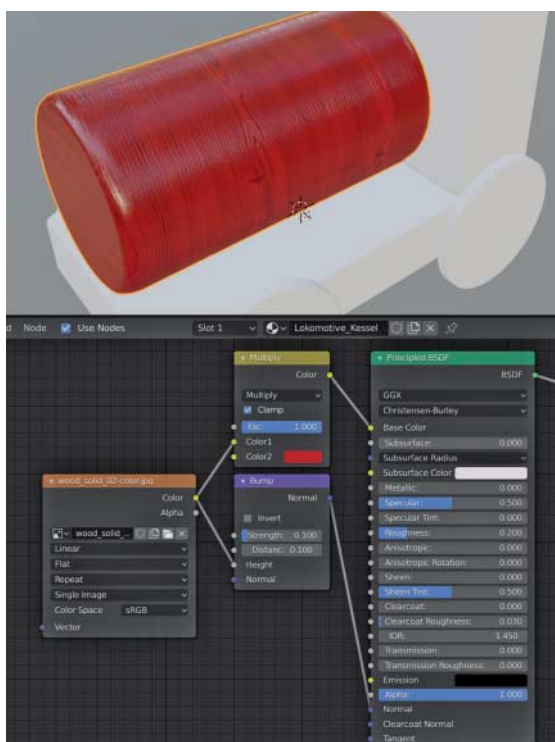 d Node Use Nodes Slot 1 Lokomotive_Kessel
Multiply
Color
Multiply
Clamp
Fac: 1.000
Color1
Color2
wood_solid_02-color.jpg
Color
Alpha
wood_solid_...
Linear
Flat
Repeat
Single Image
Color Space sRGB
Vector
Bump
Normal
Invert
Strength: 0.100
Distanc: 0.100
Height
Normal
Principled BSDF
BSDF
GGX
Christensen-Burley
Base Color
Subsurface: 0.000
Subsurface Radius
Subsurface Color
Metallic: 0.000
Specular: 0.500
Specular Tint: 0.000
Roughness: 0.200
Anisotropic: 0.000
Anisotropic Rotation: 0.000
Sheen: 0.000
Sheen Tint: 0.500
Clearcoat: 0.000
Clearcoat Roughness: 0.030
IOR: 1.450
Transmission: 0.000
Transmission Roughness: 0.000
Emission
Alpha: 1.000
Normal
Clearcoat Normal
Tangent